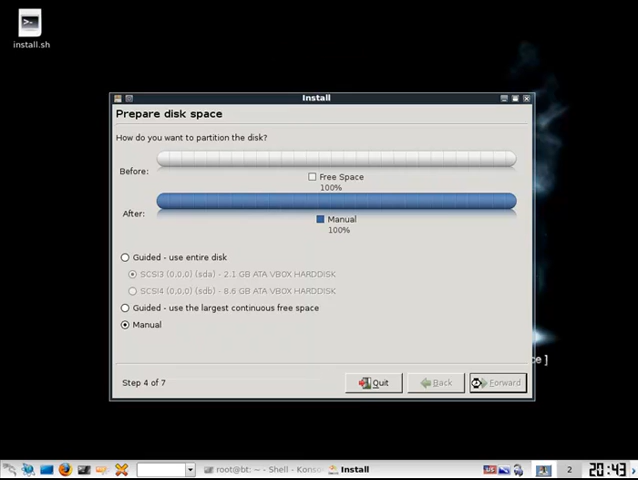 install.sh
Install
Prepare disk space
How do you want to partition the disk?
Before:
Free Space
100%
After:
Manual
100%
Guided - use entire disk
SCSI3 (0,0,0) (sda) - 2.1 GB ATA VBOX HARDDISK
SCSI4 (0,0,0) (sdb) - 8.6 GB ATA VBOX HARDDISK
Guided - use the largest continuous free space
Manual
ce ]
Step 4 of 7
Quit
Back
Forward
root@bt: ~ - Shell - Konso
Install
US
2
20:43